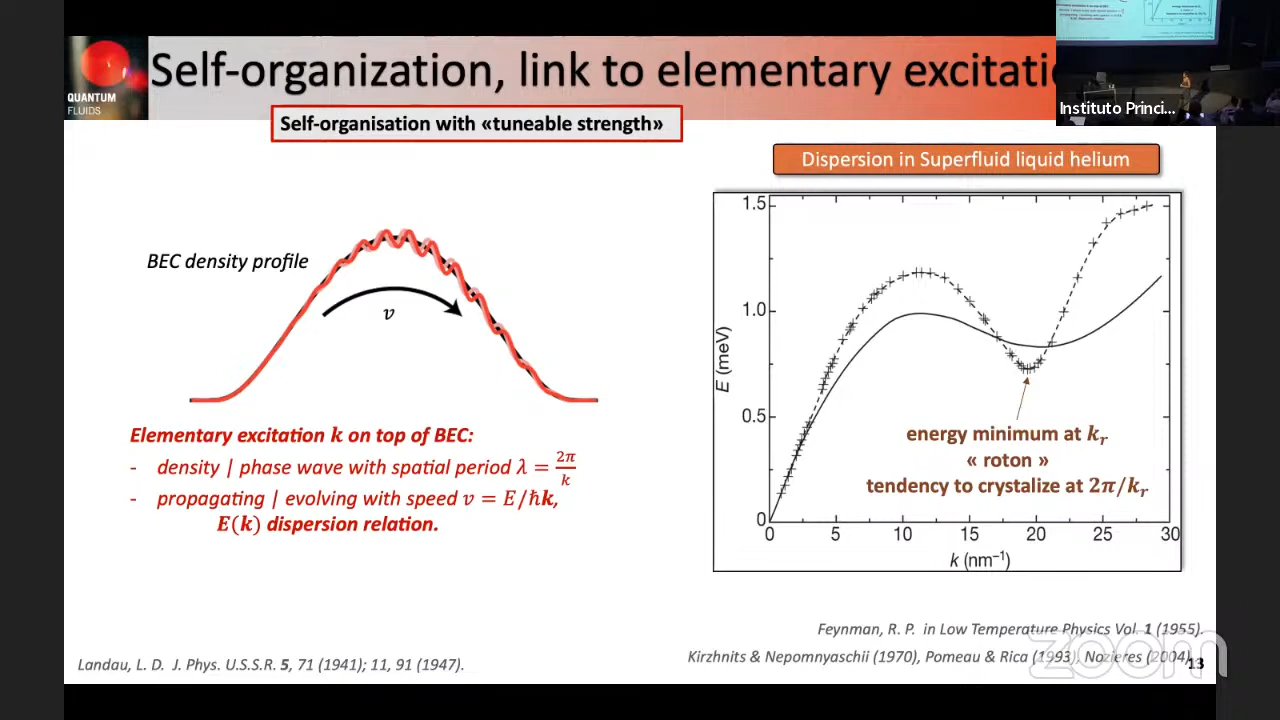 QUANTUM
FLUIDS
Self-organization, link to elementary excitati
Instituto Princi...
Self-organisation with «tuneable strength»
Dispersion in Superfluid liquid helium
BEC density profile
v
Elementary excitation k on top of BEC:
- density | phase wave with spatial period λ = 2π/k
- propagating | evolving with speed v = E/ħk,
E(k) dispersion relation.
1.5
1.0
0.5
0
E (meV)
energy minimum at kᵣ
« roton »
tendency to crystalize at 2π/kᵣ
0 5 10 15 20 25 30
k (nm⁻¹)
Feynman, R. P. in Low Temperature Physics Vol. 1 (1955).
Kirzhnits & Nepomnyaschii (1970), Pomeau & Rica (1993), Nozieres (2004)
Landau, L. D. J. Phys. U.S.S.R. 5, 71 (1941); 11, 91 (1947).
13
zoom